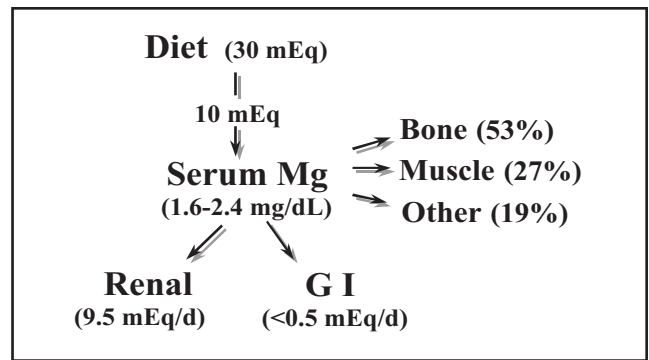 Diet (30 mEq)
10 mEq
Serum Mg
(1.6-2.4 mg/dL)
Bone (53%)
Muscle (27%)
Other (19%)
Renal
(9.5 mEq/d)
G I
(<0.5 mEq/d)